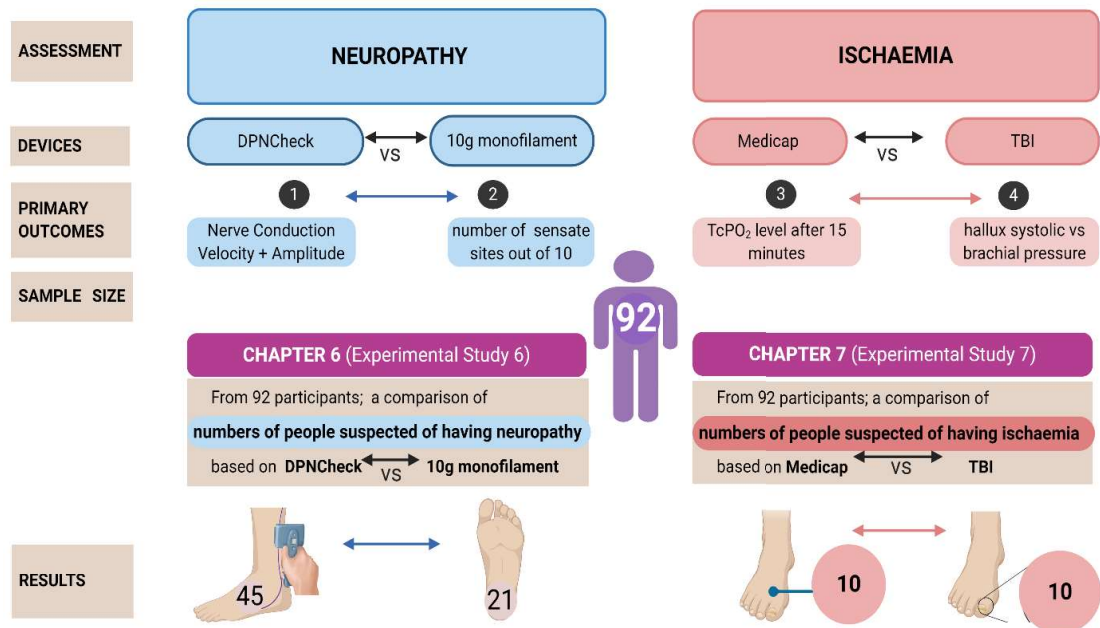 ASSESSMENT
NEUROPATHY
ISCHAEMIA
DEVICES
DPNCheck
VS
10g monofilament
Medicap
VS
TBI
PRIMARY
OUTCOMES
1
2
3
4
Nerve Conduction
Velocity + Amplitude
number of sensate
sites out of 10
TcPO₂ level after 15
minutes
hallux systolic vs
brachial pressure
SAMPLE SIZE
92
CHAPTER 6 (Experimental Study 6)
From 92 participants; a comparison of
numbers of people suspected of having neuropathy
based on DPNCheck VS 10g monofilament
CHAPTER 7 (Experimental Study 7)
From 92 participants; a comparison of
numbers of people suspected of having ischaemia
based on Medicap VS TBI
RESULTS
45
21
10
10